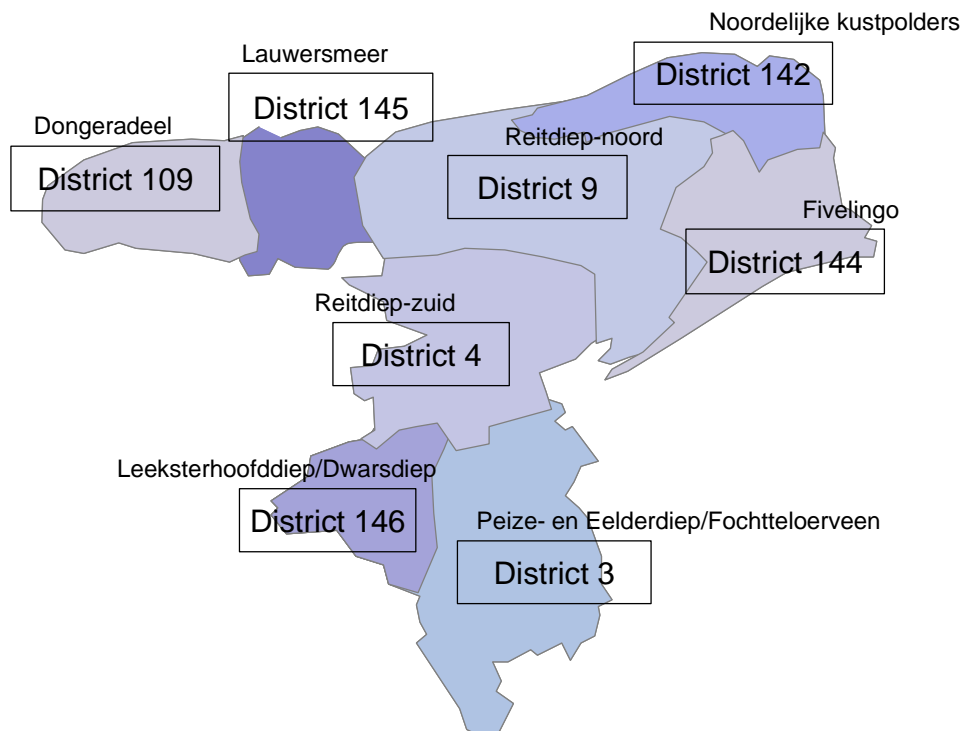 Noordelijke kustpolders
District 142
Lauwersmeer
District 145
Dongeradeel
District 109
Reitdiep-noord
District 9
Fivelingo
District 144
Reitdiep-zuid
District 4
Leeksterhoofddiep/Dwarsdiep
District 146
Peize- en Eelderdiep/Fochtteloerveen
District 3